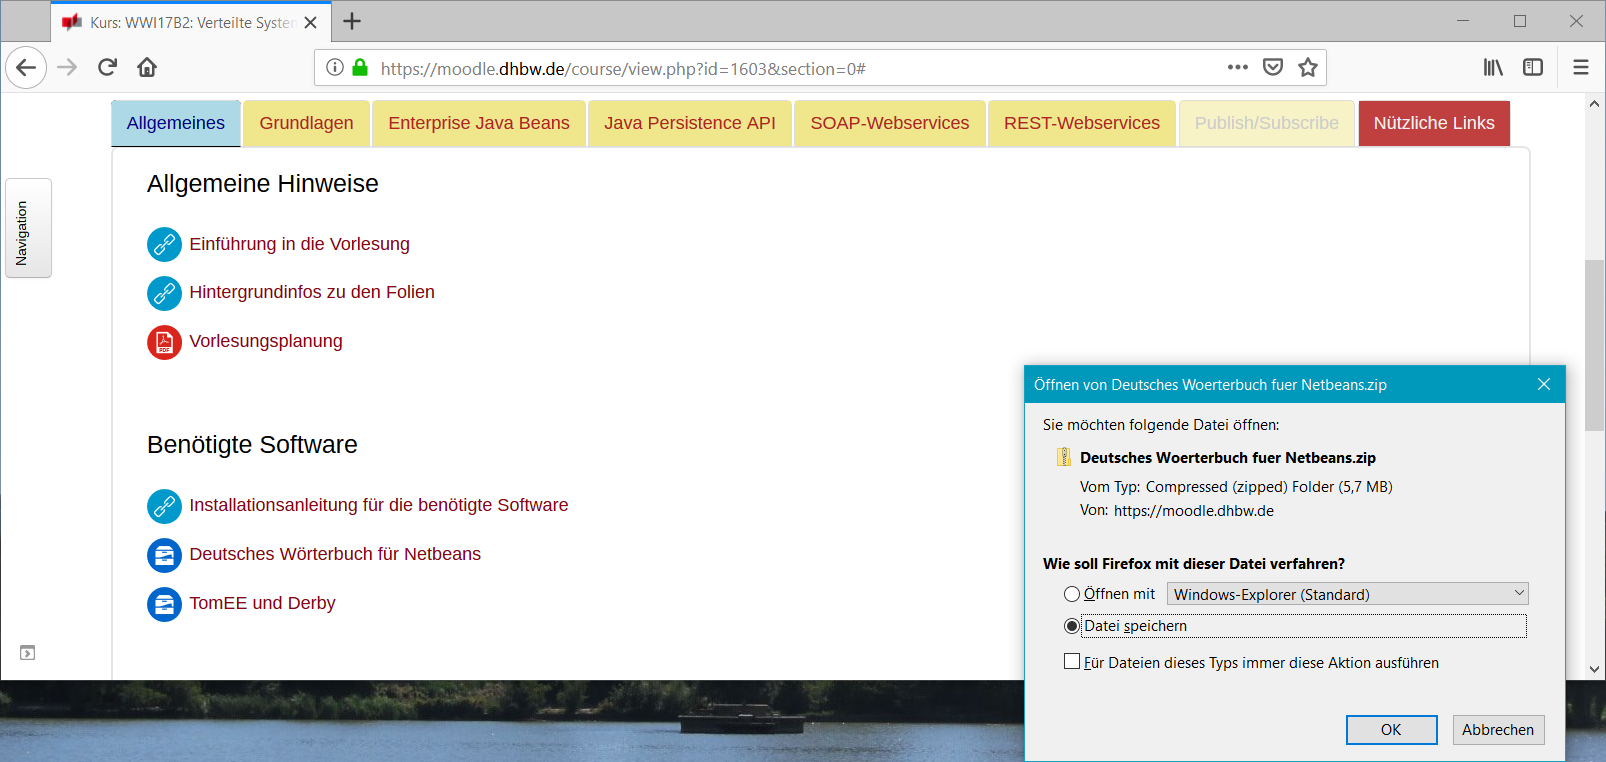 Kurs: WWI17B2: Verteilte System
https://moodle.dhbw.de/course/view.php?id=1603&section=0#
Allgemeines Grundlagen Enterprise Java Beans Java Persistence API SOAP-Webservices REST-Webservices Publish/Subscribe Nützliche Links
Navigation
Allgemeine Hinweise
Einführung in die Vorlesung
Hintergrundinfos zu den Folien
PDF Vorlesungsplanung
Benötigte Software
Installationsanleitung für die benötigte Software
Deutsches Wörterbuch für Netbeans
TomEE und Derby
Öffnen von Deutsches Woerterbuch fuer Netbeans.zip
Sie möchten folgende Datei öffnen:
Deutsches Woerterbuch fuer Netbeans.zip
Vom Typ: Compressed (zipped) Folder (5,7 MB)
Von: https://moodle.dhbw.de
Wie soll Firefox mit dieser Datei verfahren?
Öffnen mit Windows-Explorer (Standard)
Datei speichern
Für Dateien dieses Typs immer diese Aktion ausführen
OK Abbrechen